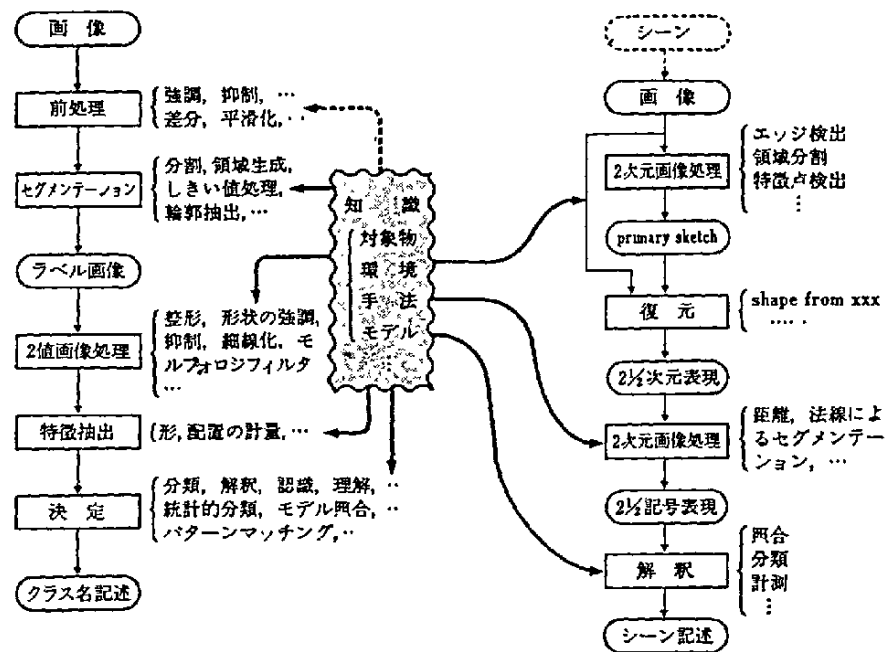 画像
前処理
強調, 抑制, …
差分, 平滑化, ‥
セグメンテーション
分割, 領域生成,
しきい値処理,
輪郭抽出, …
ラベル画像
2値画像処理
整形, 形状の強調,
抑制, 細線化, モ
ルフォロジフィルタ
…
特徴抽出
形, 配置の計量, …
決定
分類, 解釈, 認識, 理解, ‥
統計的分類, モデル照合, ‥
パターンマッチング, ‥
クラス名記述
知識
対象物
環境
手法
モデル
⋮
シーン
画像
2次元画像処理
エッジ検出
領域分割
特徴点検出
…
primary sketch
復元
shape from xxx
…‥
2½次元表現
2次元画像処理
距離, 法線によ
るセグメンテー
ション, …
2½記号表現
解釈
照合
分類
計測
…
シーン記述